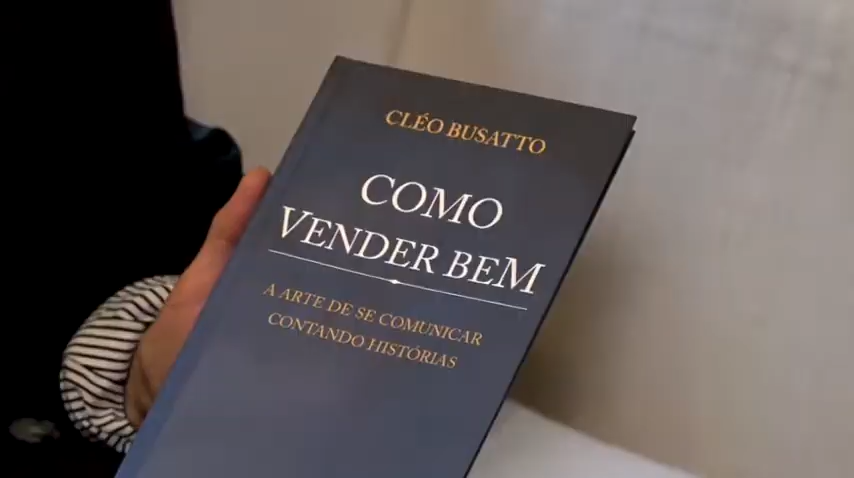 CLÉO BUSATTO
COMO
VENDER BEM
A ARTE DE SE COMUNICAR
CONTANDO HISTÓRIAS